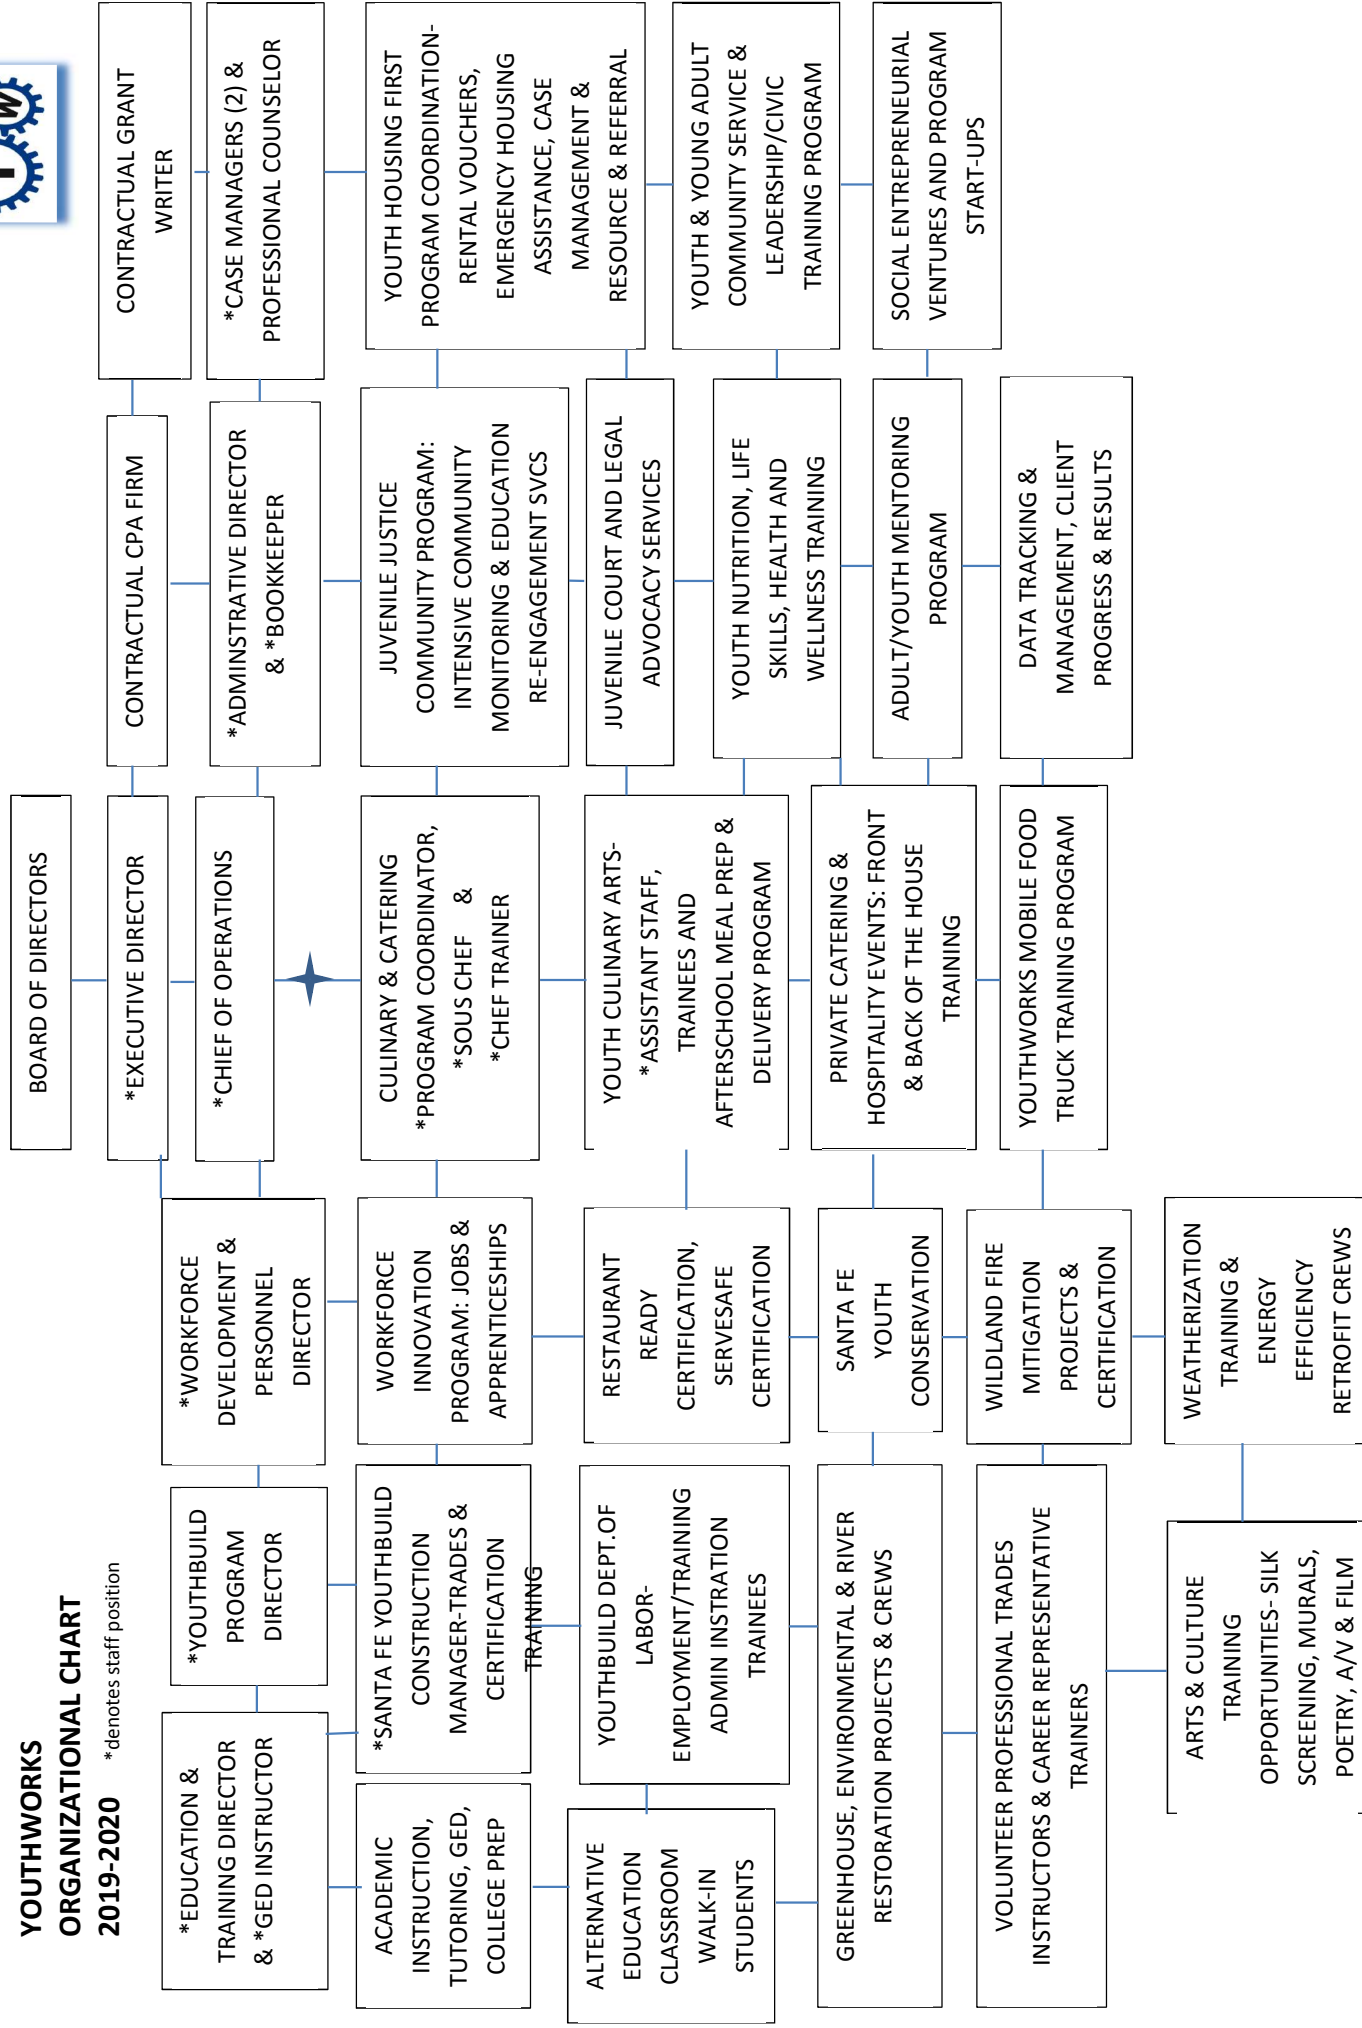 YOUTHWORKS
ORGANIZATIONAL CHART
2019-2020 *denotes staff position
BOARD OF DIRECTORS
*EXECUTIVE DIRECTOR
CONTRACTUAL CPA FIRM
CONTRACTUAL GRANT
WRITER
*EDUCATION &
TRAINING DIRECTOR
& *GED INSTRUCTOR
*YOUTHBUILD
PROGRAM
DIRECTOR
*WORKFORCE
DEVELOPMENT &
PERSONNEL
DIRECTOR
*CHIEF OF OPERATIONS
*ADMINSTRATIVE DIRECTOR
& *BOOKKEEPER
*CASE MANAGERS (2) &
PROFESSIONAL COUNSELOR
ACADEMIC
INSTRUCTION,
TUTORING, GED,
COLLEGE PREP
*SANTA FE YOUTHBUILD
CONSTRUCTION
MANAGER-TRADES &
CERTIFICATION
TRAINING
WORKFORCE
INNOVATION
PROGRAM: JOBS &
APPRENTICESHIPS
CULINARY & CATERING
*PROGRAM COORDINATOR,
*SOUS CHEF &
*CHEF TRAINER
JUVENILE JUSTICE
COMMUNITY PROGRAM:
INTENSIVE COMMUNITY
MONITORING & EDUCATION
RE-ENGAGEMENT SVCS
YOUTH HOUSING FIRST
PROGRAM COORDINATION-
RENTAL VOUCHERS,
EMERGENCY HOUSING
ASSISTANCE, CASE
MANAGEMENT &
RESOURCE & REFERRAL
ALTERNATIVE
EDUCATION
CLASSROOM
WALK-IN
STUDENTS
YOUTHBUILD DEPT.OF
LABOR-
EMPLOYMENT/TRAINING
ADMIN INSTRATION
TRAINEES
RESTAURANT
READY
CERTIFICATION,
SERVESAFE
CERTIFICATION
YOUTH CULINARY ARTS-
*ASSISTANT STAFF,
TRAINEES AND
AFTERSCHOOL MEAL PREP &
DELIVERY PROGRAM
JUVENILE COURT AND LEGAL
ADVOCACY SERVICES
YOUTH & YOUNG ADULT
COMMUNITY SERVICE &
LEADERSHIP/CIVIC
TRAINING PROGRAM
YOUTH NUTRITION, LIFE
SKILLS, HEALTH AND
WELLNESS TRAINING
GREENHOUSE, ENVIRONMENTAL & RIVER
RESTORATION PROJECTS & CREWS
SANTA FE
YOUTH
CONSERVATION
PRIVATE CATERING &
HOSPITALITY EVENTS: FRONT
& BACK OF THE HOUSE
TRAINING
ADULT/YOUTH MENTORING
PROGRAM
SOCIAL ENTREPRENEURIAL
VENTURES AND PROGRAM
START-UPS
VOLUNTEER PROFESSIONAL TRADES
INSTRUCTORS & CAREER REPRESENTATIVE
TRAINERS
WILDLAND FIRE
MITIGATION
PROJECTS &
CERTIFICATION
YOUTHWORKS MOBILE FOOD
TRUCK TRAINING PROGRAM
DATA TRACKING &
MANAGEMENT, CLIENT
PROGRESS & RESULTS
ARTS & CULTURE
TRAINING
OPPORTUNITIES- SILK
SCREENING, MURALS,
POETRY, A/V & FILM
WEATHERIZATION
TRAINING &
ENERGY
EFFICIENCY
RETROFIT CREWS